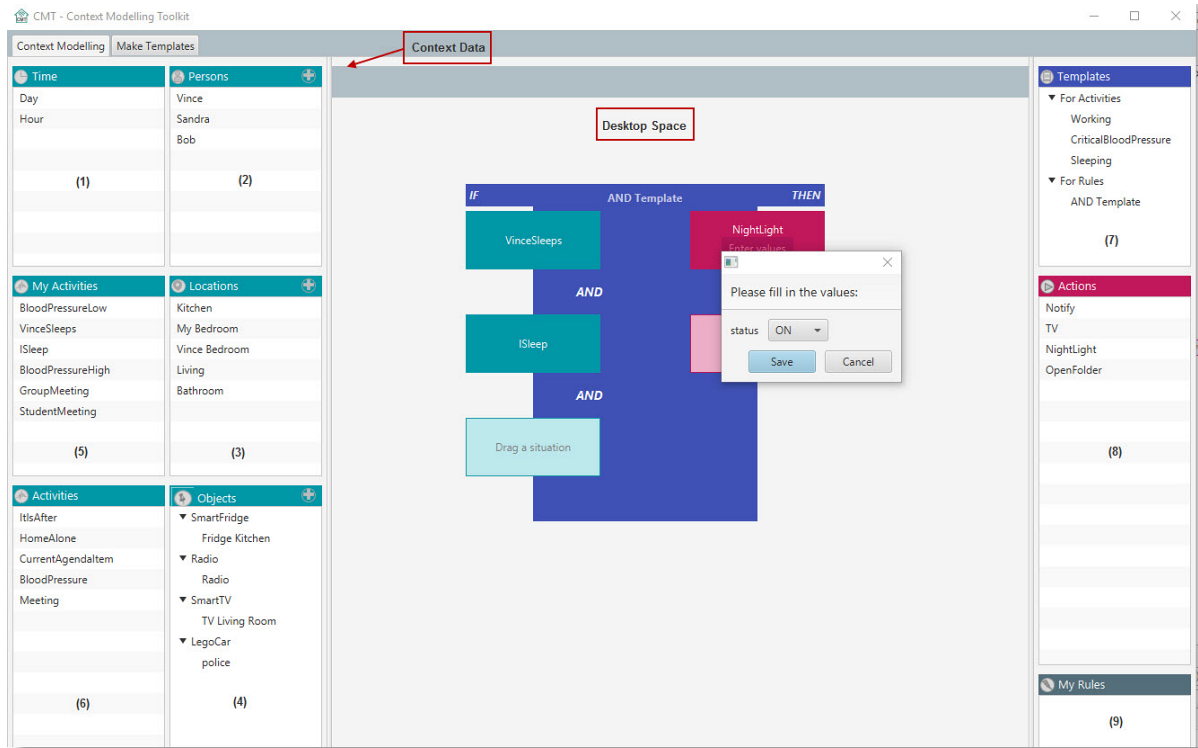 CMT - Context Modelling Toolkit
Context Modelling
Make Templates
Context Data
Time
Day
Hour
(1)
Persons
Vince
Sandra
Bob
(2)
My Activities
BloodPressureLow
VinceSleeps
ISleep
BloodPressureHigh
GroupMeeting
StudentMeeting
(5)
Locations
Kitchen
My Bedroom
Vince Bedroom
Living
Bathroom
(3)
Activities
ItIsAfter
HomeAlone
CurrentAgendaItem
BloodPressure
Meeting
(6)
Objects
SmartFridge
Fridge Kitchen
Radio
Radio
SmartTV
TV Living Room
LegoCar
police
(4)
Desktop Space
IF
AND Template
THEN
VinceSleeps
NightLight
Enter values
AND
ISleep
AND
Drag a situation
Please fill in the values:
status
ON
Save
Cancel
Templates
For Activities
Working
CriticalBloodPressure
Sleeping
For Rules
AND Template
(7)
Actions
Notify
TV
NightLight
OpenFolder
(8)
My Rules
(9)